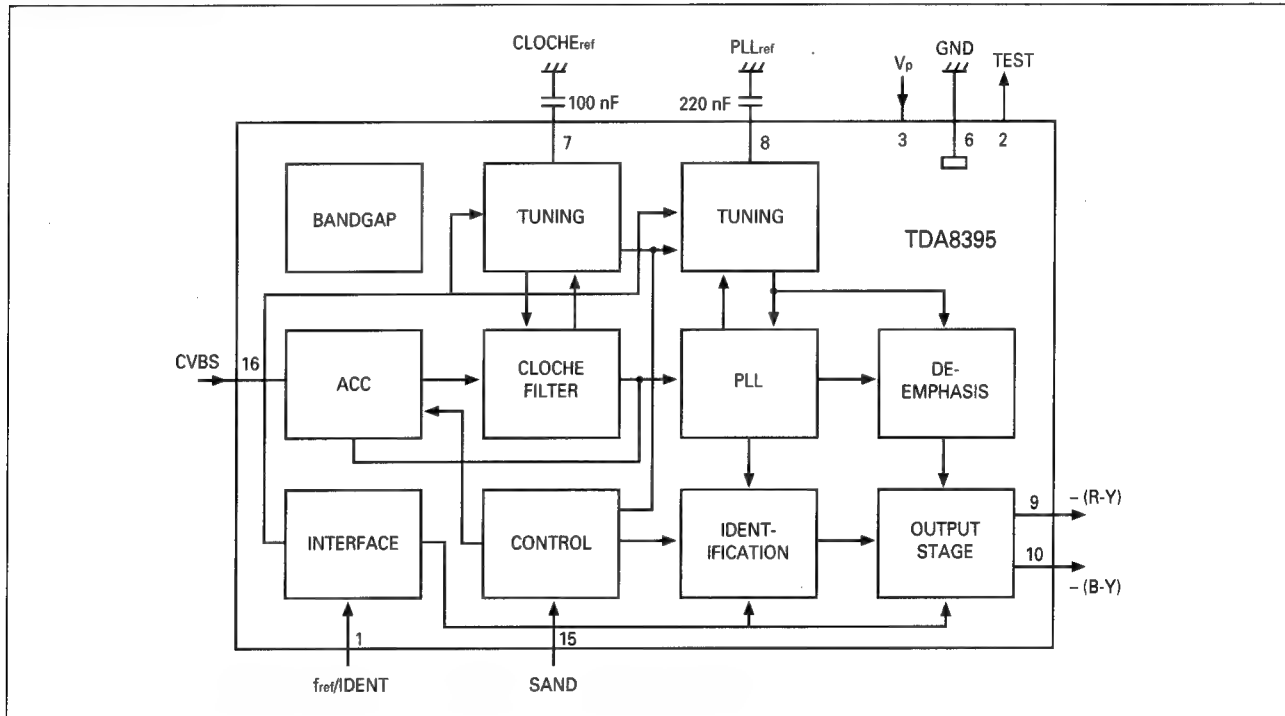 CLOCHEref
PLLref
GND
Vp
TEST
100 nF
220 nF
7
8
3
6
2
BANDGAP
TUNING
TUNING
TDA8395
CVBS
16
ACC
CLOCHE
FILTER
PLL
DE-
EMPHASIS
INTERFACE
CONTROL
IDENT-
IFICATION
OUTPUT
STAGE
9
– (R-Y)
10
– (B-Y)
1
15
fref/IDENT
SAND